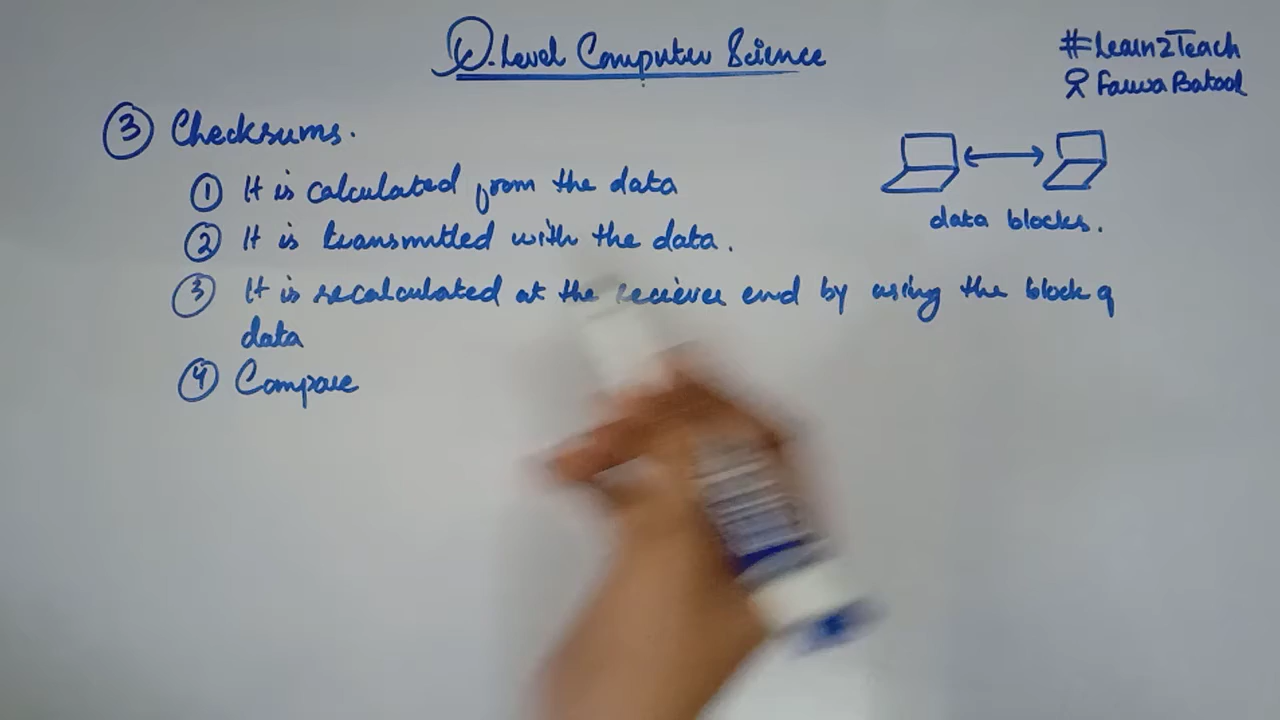 O.Level Computer Science
#Learn2Teach
Farwa Batool
③ Checksums.
① It is calculated from the data
② It is transmitted with the data.
③ It is recalculated at the reciever end by using the block of
data
④ Compare
data blocks.